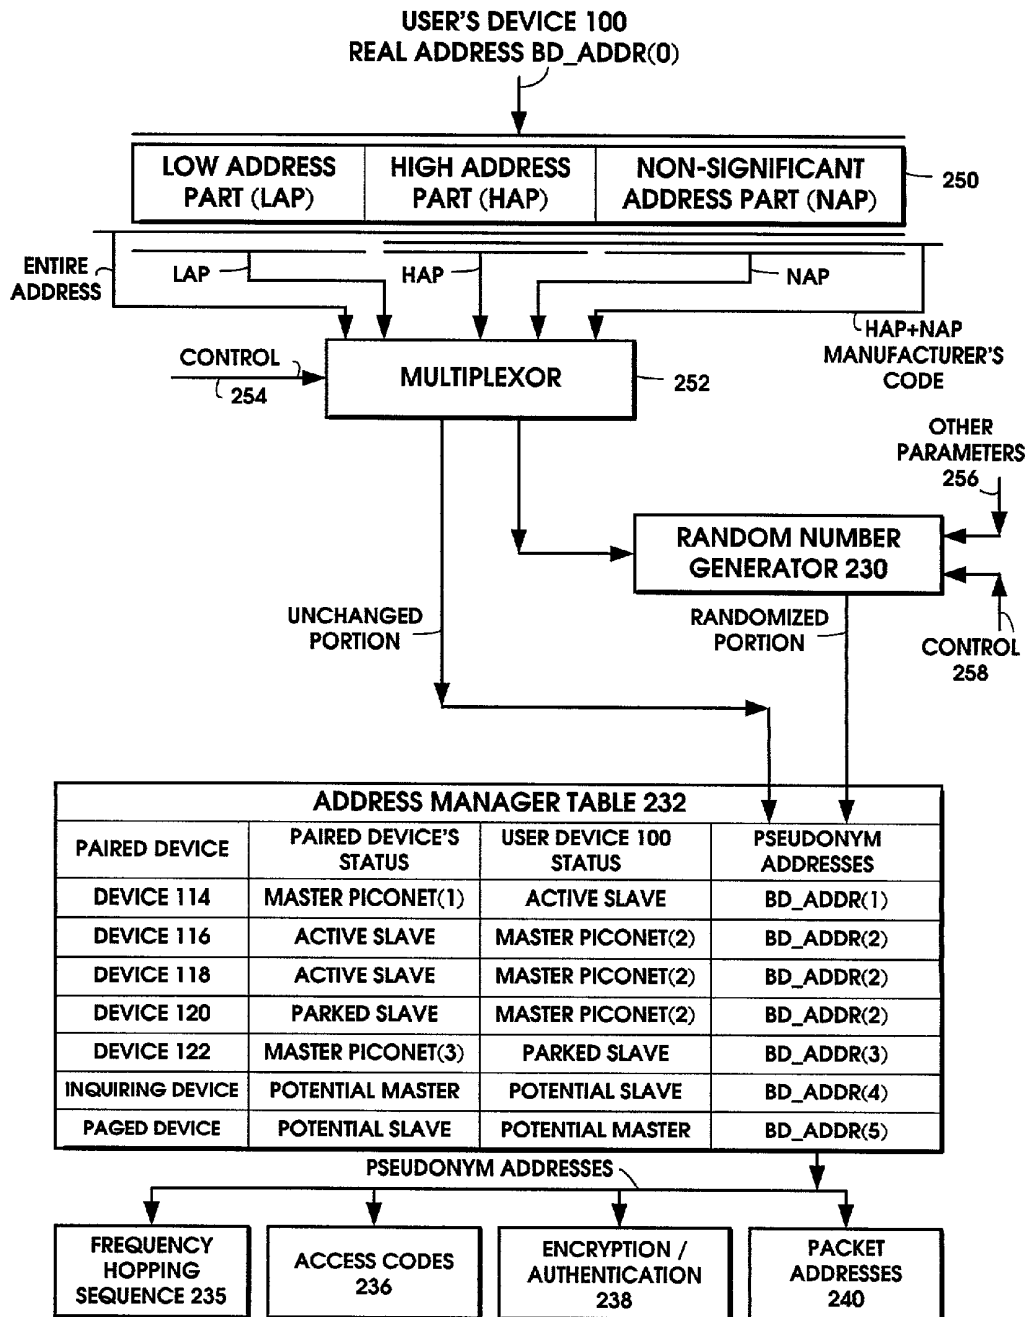 USER'S DEVICE 100
REAL ADDRESS BD_ADDR(0)
LOW ADDRESS PART (LAP)
HIGH ADDRESS PART (HAP)
NON-SIGNIFICANT ADDRESS PART (NAP)
250
ENTIRE ADDRESS
LAP
HAP
NAP
HAP+NAP
MANUFACTURER'S
CODE
CONTROL
254
MULTIPLEXOR
252
OTHER
PARAMETERS
256
RANDOM NUMBER
GENERATOR 230
UNCHANGED
PORTION
RANDOMIZED
PORTION
CONTROL
258
ADDRESS MANAGER TABLE 232
PAIRED DEVICE PAIRED DEVICE'S STATUS USER DEVICE 100 STATUS PSEUDONYM ADDRESSES
DEVICE 114 MASTER PICONET(1) ACTIVE SLAVE BD_ADDR(1)
DEVICE 116 ACTIVE SLAVE MASTER PICONET(2) BD_ADDR(2)
DEVICE 118 ACTIVE SLAVE MASTER PICONET(2) BD_ADDR(2)
DEVICE 120 PARKED SLAVE MASTER PICONET(2) BD_ADDR(2)
DEVICE 122 MASTER PICONET(3) PARKED SLAVE BD_ADDR(3)
INQUIRING DEVICE POTENTIAL MASTER POTENTIAL SLAVE BD_ADDR(4)
PAGED DEVICE POTENTIAL SLAVE POTENTIAL MASTER BD_ADDR(5)
PSEUDONYM ADDRESSES
FREQUENCY
HOPPING
SEQUENCE 235
ACCESS CODES
236
ENCRYPTION /
AUTHENTICATION
238
PACKET
ADDRESSES
240